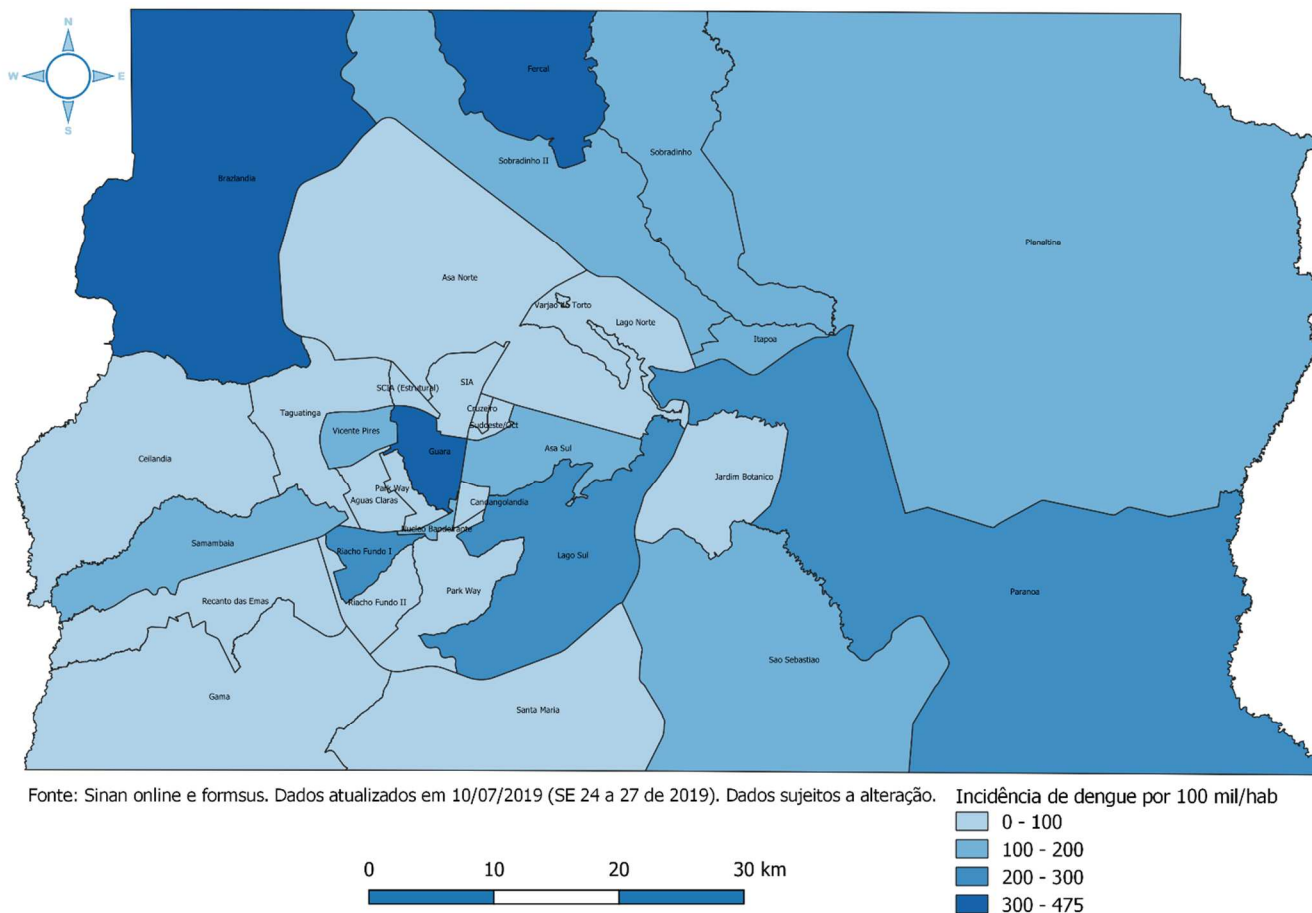 N
W E
S
Fercal
Sobradinho
Sobradinho II
Brazlandia
Planaltina
Asa Norte
Varjao do Torto
Lago Norte
Itapoa
SIA
SCIA (Estrutural)
Cruzeiro
Taguatinga
Sudoeste/Oct
Vicente Pires
Asa Sul
Guara
Ceilandia
Jardim Botanico
Park Way
Aguas Claras
Candangolandia
Nucleo Bandeirante
Samambaia
Riacho Fundo I
Lago Sul
Park Way
Paranoa
Recanto das Emas
Riacho Fundo II
Sao Sebastiao
Gama
Santa Maria
Fonte: Sinan online e formsus. Dados atualizados em 10/07/2019 (SE 24 a 27 de 2019). Dados sujeitos a alteração.
Incidência de dengue por 100 mil/hab
0 - 100
100 - 200
200 - 300
300 - 475
0 10 20 30 km